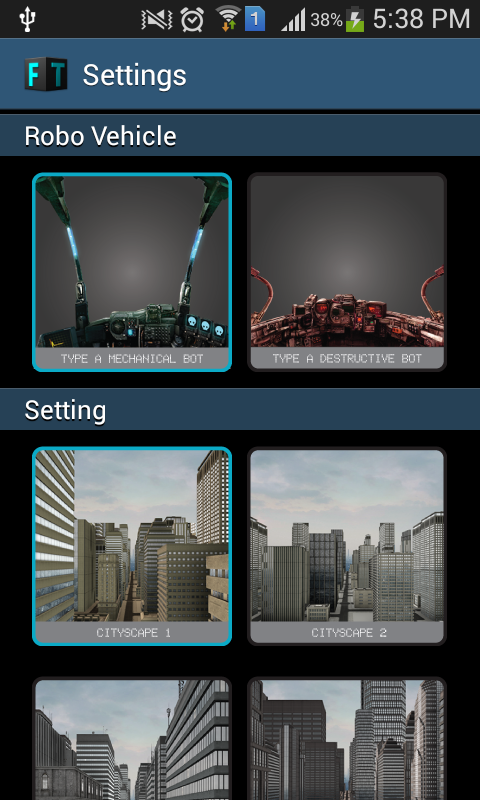 1 38% 5:38 PM
FT Settings
Robo Vehicle
TYPE A MECHANICAL BOT
TYPE A DESTRUCTIVE BOT
Setting
CITYSCAPE 1
CITYSCAPE 2